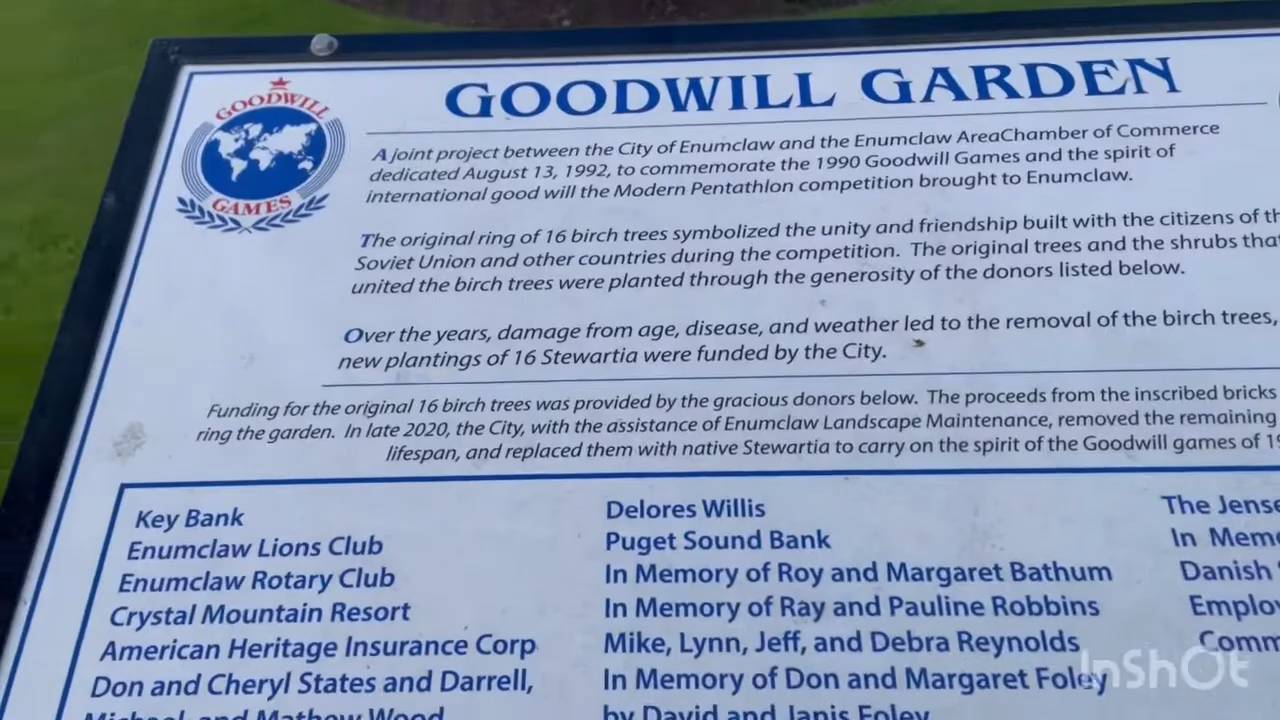 GOODWILL
GAMES
GOODWILL GARDEN
A joint project between the City of Enumclaw and the Enumclaw AreaChamber of Commerce
dedicated August 13, 1992, to commemorate the 1990 Goodwill Games and the spirit of
international good will the Modern Pentathlon competition brought to Enumclaw.
The original ring of 16 birch trees symbolized the unity and friendship built with the citizens of
Soviet Union and other countries during the competition. The original trees and the shrubs
united the birch trees were planted through the generosity of the donors listed below.
Over the years, damage from age, disease, and weather led to the removal of the birch trees,
new plantings of 16 Stewartia were funded by the City.
Funding for the original 16 birch trees was provided by the gracious donors below. The proceeds from the inscribed bricks
ring the garden. In late 2020, the City, with the assistance of Enumclaw Landscape Maintenance, removed the remaining
lifespan, and replaced them with native Stewartia to carry on the spirit of the Goodwill games of
Key Bank
Enumclaw Lions Club
Enumclaw Rotary Club
Crystal Mountain Resort
American Heritage Insurance Corp
Don and Cheryl States and Darrell,
Michael, and Mathew Wood
Delores Willis
Puget Sound Bank
In Memory of Roy and Margaret Bathum
In Memory of Ray and Pauline Robbins
Mike, Lynn, Jeff, and Debra Reynolds
In Memory of Don and Margaret Foley
by David and Janis Foley
The
In
Danish
InShOt